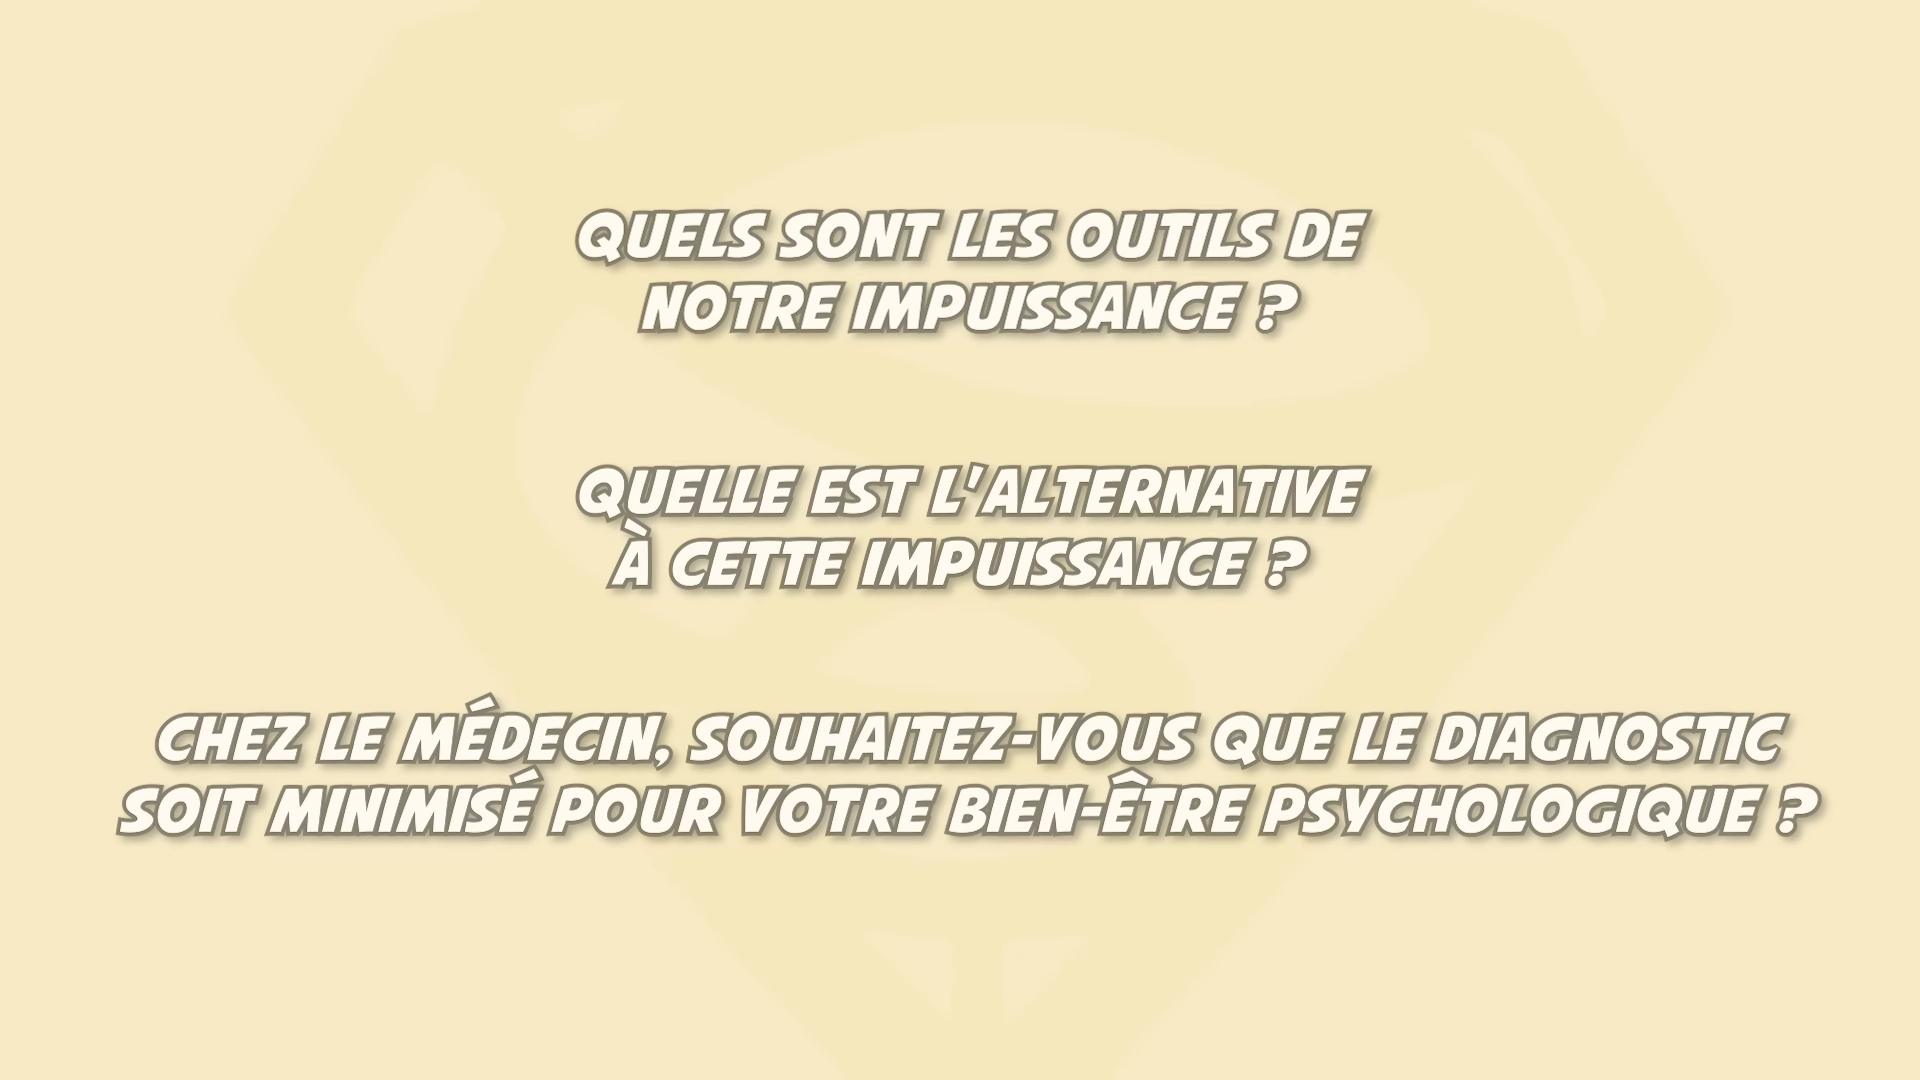 QUELS SONT LES OUTILS DE
NOTRE IMPUISSANCE ?
QUELLE EST L'ALTERNATIVE
À CETTE IMPUISSANCE ?
CHEZ LE MÉDECIN, SOUHAITEZ-VOUS QUE LE DIAGNOSTIC
SOIT MINIMISÉ POUR VOTRE BIEN-ÊTRE PSYCHOLOGIQUE ?